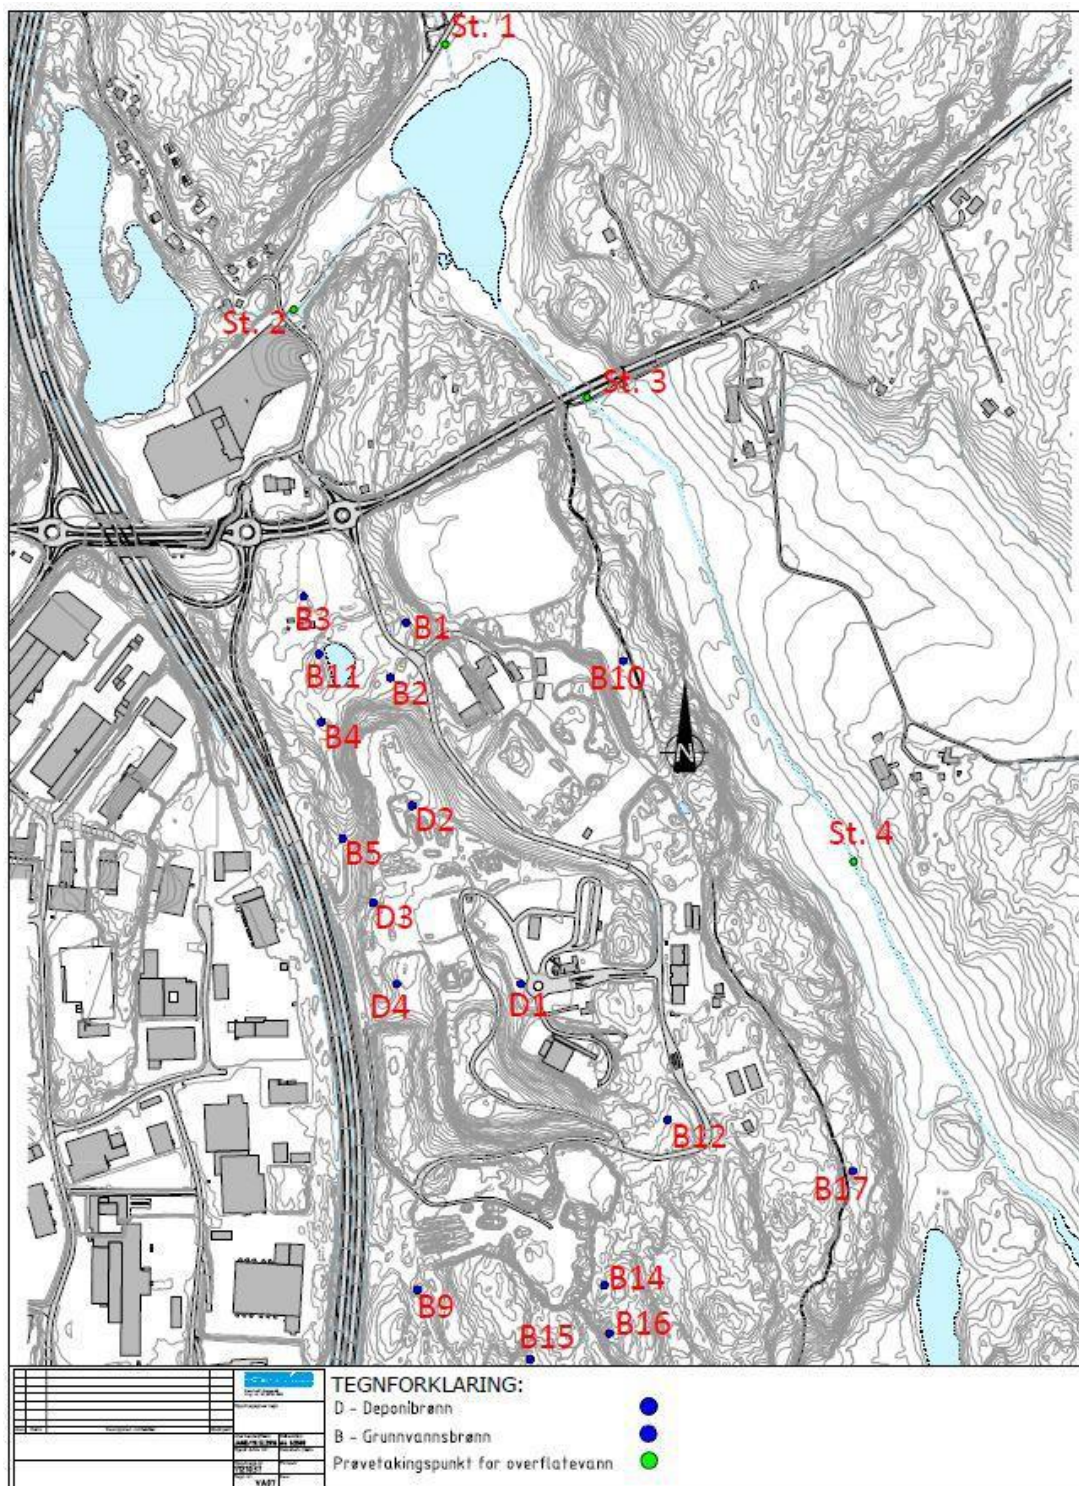 St. 1
St. 2
St. 3
B3
B1
B11
B2
B10
B4
N
D2
B5
St. 4
D3
D4
D1
B12
B17
B14
B9
B16
B15
TEGNFORKLARING:
D - Deponibrønn
B - Grunnvannsbrønn
Prøvetakingspunkt for overflatevann
VA07